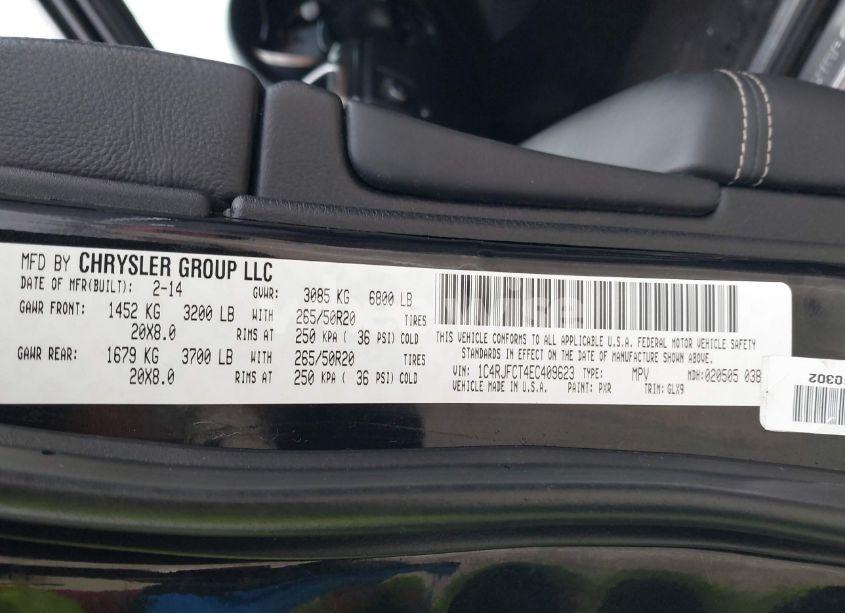 MFD BY CHRYSLER GROUP LLC
DATE OF MFR(BUILT): 2-14 GVWR: 3085 KG 6800 LB
GAWR FRONT: 1452 KG 3200 LB WITH 265/50R20 TIRES
20X8.0 RIMS AT 250 KPA ( 36 PSI) COLD
GAWR REAR: 1679 KG 3700 LB WITH 265/50R20 TIRES
20X8.0 RIMS AT 250 KPA ( 36 PSI) COLD
THIS VEHICLE CONFORMS TO ALL APPLICABLE U.S.A. FEDERAL MOTOR VEHICLE SAFETY
STANDARDS IN EFFECT ON THE DATE OF MANUFACTURE SHOWN ABOVE.
VIN: 1C4RJFCT4EC409623 TYPE: MPV MDH:020505 038
VEHICLE MADE IN U.S.A. PAINT: PXR TRIM: GLX9
0302